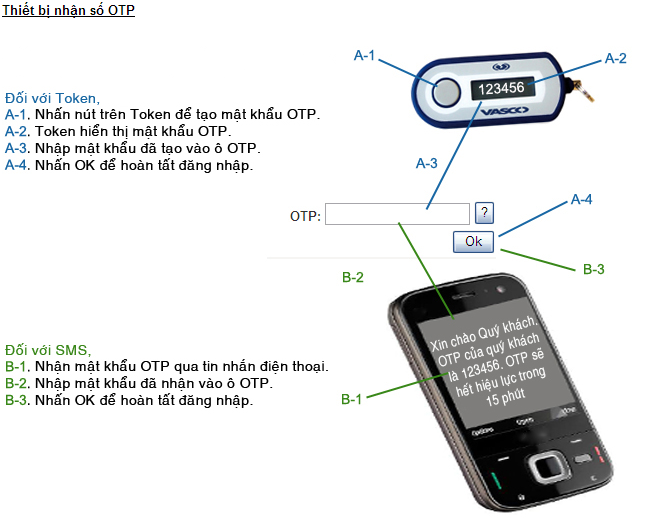 Thiết bị nhận số OTP
A-1
A-2
123456
VASCO
Đối với Token,
A-1. Nhấn nút trên Token để tạo mật khẩu OTP.
A-2. Token hiển thị mật khẩu OTP.
A-3. Nhập mật khẩu đã tạo vào ô OTP.
A-4. Nhấn OK để hoàn tất đăng nhập.
A-3
A-4
OTP:
?
Ok
B-3
B-2
Xin chào Quý khách.
OTP của quý khách
là 123456. OTP sẽ
hết hiệu lực trong
15 phút
Đối với SMS,
B-1. Nhận mật khẩu OTP qua tin nhắn điện thoại.
B-2. Nhập mật khẩu đã nhận vào ô OTP.
B-3. Nhấn OK để hoàn tất đăng nhập.
B-1
Options
Open